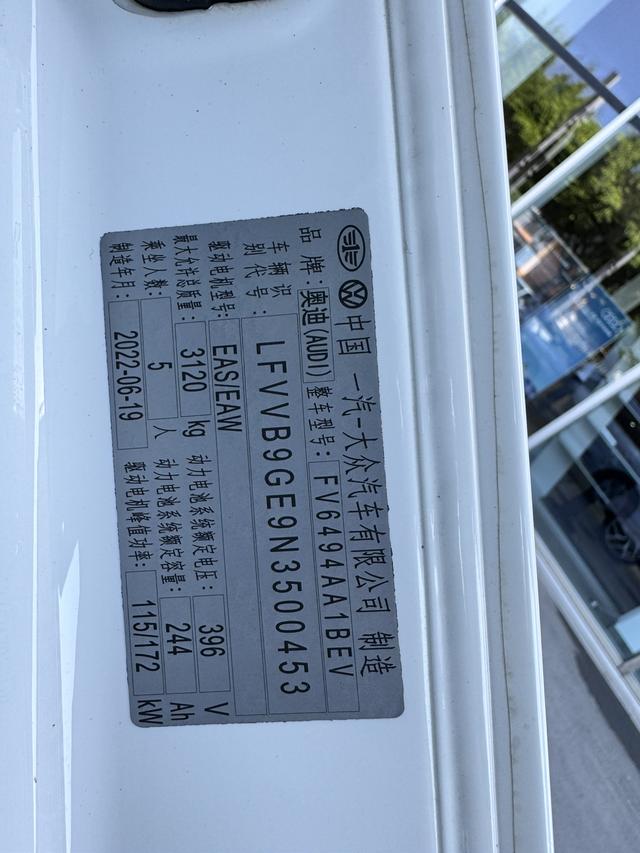 中国 一汽-大众汽车有限公司 制造
品 牌: 奥迪(AUDI) 整车型号: FV6494AA1BEV
车辆识别代号: LFVVB9GE9N3500453
驱动电机型号: EAS/EAW
最大允许总质量: 3120 kg 动力电池系统额定电压: 396 V
乘坐人数: 5 人 动力电池系统额定容量: 244 Ah
制造年月: 2022-06-19 驱动电机峰值功率: 115/172 kW